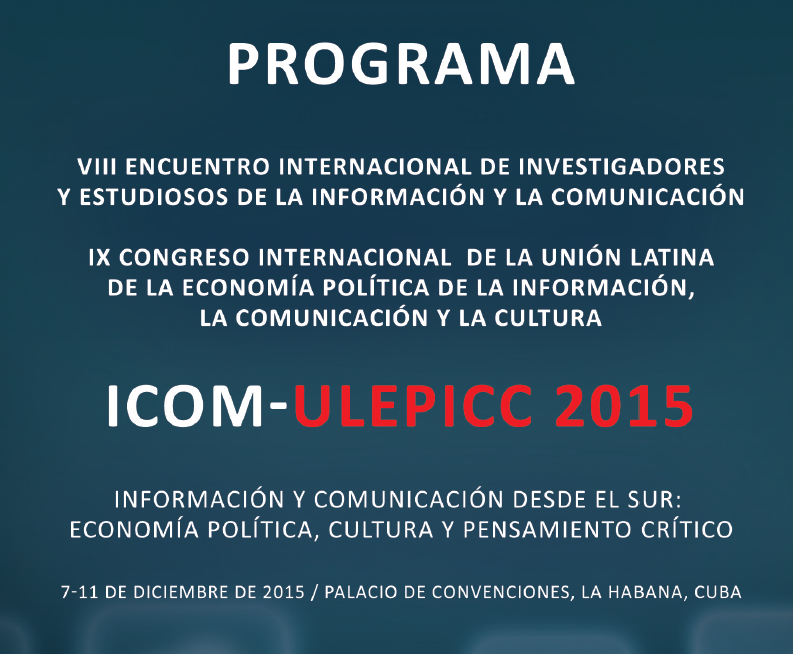 PROGRAMA
VIII ENCUENTRO INTERNACIONAL DE INVESTIGADORES
Y ESTUDIOSOS DE LA INFORMACIÓN Y LA COMUNICACIÓN
IX CONGRESO INTERNACIONAL DE LA UNIÓN LATINA
DE LA ECONOMÍA POLÍTICA DE LA INFORMACIÓN,
LA COMUNICACIÓN Y LA CULTURA
ICOM-ULEPICC 2015
INFORMACIÓN Y COMUNICACIÓN DESDE EL SUR:
ECONOMÍA POLÍTICA, CULTURA Y PENSAMIENTO CRÍTICO
7-11 DE DICIEMBRE DE 2015 / PALACIO DE CONVENCIONES, LA HABANA, CUBA